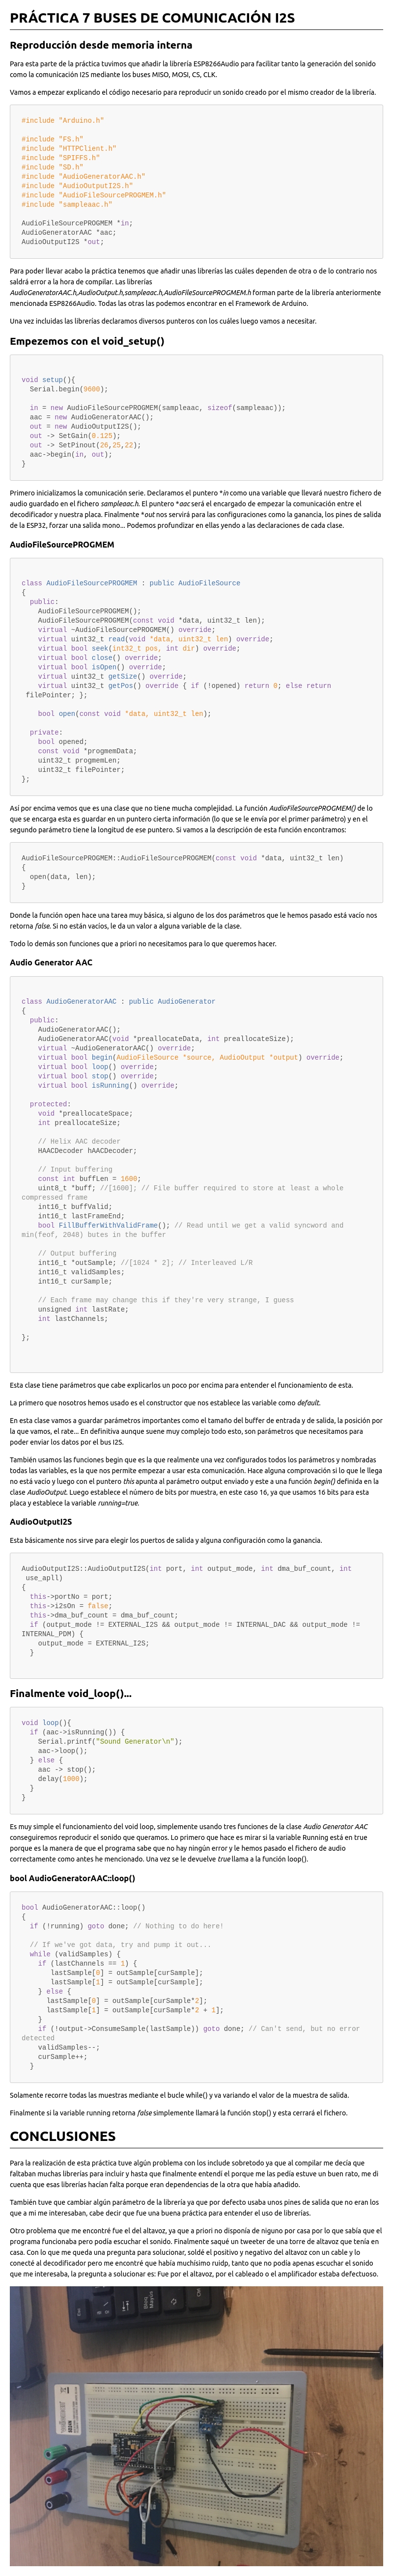 PRÁCTICA 7 BUSES DE COMUNICACIÓN I2S
Reproducción desde memoria interna
Para esta parte de la práctica tuvimos que añadir la librería ESP8266Audio para facilitar tanto la generación del sonido
como la comunicación I2S mediante los buses MISO, MOSI, CS, CLK.
Vamos a empezar explicando el código necesario para reproducir un sonido creado por el mismo creador de la librería.
#include "Arduino.h"
#include "FS.h"
#include "HTTPClient.h"
#include "SPIFFS.h"
#include "SD.h"
#include "AudioGeneratorAAC.h"
#include "AudioOutputI2S.h"
#include "AudioFileSourcePROGMEM.h"
#include "sampleaac.h"
AudioFileSourcePROGMEM *in;
AudioGeneratorAAC *aac;
AudioOutputI2S *out;
Para poder llevar acabo la práctica tenemos que añadir unas librerías las cuáles dependen de otra o de lo contrario nos
saldrá error a la hora de compilar. Las librerías
AudioGeneratorAAC.h,AudioOutput.h,sampleaac.h,AudioFileSourcePROGMEM.h forman parte de la librería anteriormente
mencionada ESP8266Audio. Todas las otras las podemos encontrar en el Framework de Arduino.
Una vez incluidas las librerías declaramos diversos punteros con los cuáles luego vamos a necesitar.
Empezemos con el void_setup()
void setup(){
Serial.begin(9600);
in = new AudioFileSourcePROGMEM(sampleaac, sizeof(sampleaac));
aac = new AudioGeneratorAAC();
out = new AudioOutputI2S();
out -> SetGain(0.125);
out -> SetPinout(26,25,22);
aac->begin(in, out);
}
Primero inicializamos la comunicación serie. Declaramos el puntero *in como una variable que llevará nuestro fichero de
audio guardado en el fichero sampleac.h. El puntero *aac será el encargado de empezar la comunicación entre el
decodificador y nuestra placa. Finalmente *out nos servirá para las configuraciones como la ganancia, los pines de salida
de la ESP32, forzar una salida mono... Podemos profundizar en ellas yendo a las declaraciones de cada clase.
AudioFileSourcePROGMEM
class AudioFileSourcePROGMEM : public AudioFileSource
{
public:
AudioFileSourcePROGMEM();
AudioFileSourcePROGMEM(const void *data, uint32_t len);
virtual ~AudioFileSourcePROGMEM() override;
virtual uint32_t read(void *data, uint32_t len) override;
virtual bool seek(int32_t pos, int dir) override;
virtual bool close() override;
virtual bool isOpen() override;
virtual uint32_t getSize() override;
virtual uint32_t getPos() override { if (!opened) return 0; else return
filePointer; };
bool open(const void *data, uint32_t len);
private:
bool opened;
const void *progmemData;
uint32_t progmemLen;
uint32_t filePointer;
};
Así por encima vemos que es una clase que no tiene mucha complejidad. La función AudioFileSourcePROGMEM() de lo
que se encarga esta es guardar en un puntero cierta información (lo que se le envía por el primer parámetro) y en el
segundo parámetro tiene la longitud de ese puntero. Si vamos a la descripción de esta función encontramos:
AudioFileSourcePROGMEM::AudioFileSourcePROGMEM(const void *data, uint32_t len)
{
open(data, len);
}
Donde la función open hace una tarea muy básica, si alguno de los dos parámetros que le hemos pasado está vacío nos
retorna false. Si no están vacíos, le da un valor a alguna variable de la clase.
Todo lo demás son funciones que a priori no necesitamos para lo que queremos hacer.
Audio Generator AAC
class AudioGeneratorAAC : public AudioGenerator
{
public:
AudioGeneratorAAC();
AudioGeneratorAAC(void *preallocateData, int preallocateSize);
virtual ~AudioGeneratorAAC() override;
virtual bool begin(AudioFileSource *source, AudioOutput *output) override;
virtual bool loop() override;
virtual bool stop() override;
virtual bool isRunning() override;
protected:
void *preallocateSpace;
int preallocateSize;
// Helix AAC decoder
HAACDecoder hAACDecoder;
// Input buffering
const int buffLen = 1600;
uint8_t *buff; //[1600]; // File buffer required to store at least a whole
compressed frame
int16_t buffValid;
int16_t lastFrameEnd;
bool FillBufferWithValidFrame(); // Read until we get a valid syncword and
min(feof, 2048) butes in the buffer
// Output buffering
int16_t *outSample; //[1024 * 2]; // Interleaved L/R
int16_t validSamples;
int16_t curSample;
// Each frame may change this if they're very strange, I guess
unsigned int lastRate;
int lastChannels;
};
Esta clase tiene parámetros que cabe explicarlos un poco por encima para entender el funcionamiento de esta.
La primero que nosotros hemos usado es el constructor que nos establece las variable como default.
En esta clase vamos a guardar parámetros importantes como el tamaño del buffer de entrada y de salida, la posición por
la que vamos, el rate... En definitiva aunque suene muy complejo todo esto, son parámetros que necesitamos para
poder enviar los datos por el bus I2S.
También usamos las funciones begin que es la que realmente una vez configurados todos los parámetros y nombradas
todas las variables, es la que nos permite empezar a usar esta comunicación. Hace alguna comprovación si lo que le llega
no está vacío y luego con el puntero this apunta al parámetro output enviado y este a una función begin() definida en la
clase AudioOutput. Luego establece el número de bits por muestra, en este caso 16, ya que usamos 16 bits para esta
placa y establece la variable running=true.
AudioOutputI2S
Esta básicamente nos sirve para elegir los puertos de salida y alguna configuración como la ganancia.
AudioOutputI2S::AudioOutputI2S(int port, int output_mode, int dma_buf_count, int
use_apll)
{
this->portNo = port;
this->i2sOn = false;
this->dma_buf_count = dma_buf_count;
if (output_mode != EXTERNAL_I2S && output_mode != INTERNAL_DAC && output_mode !=
INTERNAL_PDM) {
output_mode = EXTERNAL_I2S;
}
Finalmente void_loop()...
void loop(){
if (aac->isRunning()) {
Serial.printf("Sound Generator\n");
aac->loop();
} else {
aac -> stop();
delay(1000);
}
}
Es muy simple el funcionamiento del void loop, simplemente usando tres funciones de la clase Audio Generator AAC
conseguiremos reproducir el sonido que queramos. Lo primero que hace es mirar si la variable Running está en true
porque es la manera de que el programa sabe que no hay ningún error y le hemos pasado el fichero de audio
correctamente como antes he mencionado. Una vez se le devuelve true llama a la función loop().
bool AudioGeneratorAAC::loop()
bool AudioGeneratorAAC::loop()
{
if (!running) goto done; // Nothing to do here!
// If we've got data, try and pump it out...
while (validSamples) {
if (lastChannels == 1) {
lastSample[0] = outSample[curSample];
lastSample[1] = outSample[curSample];
} else {
lastSample[0] = outSample[curSample*2];
lastSample[1] = outSample[curSample*2 + 1];
}
if (!output->ConsumeSample(lastSample)) goto done; // Can't send, but no error
detected
validSamples--;
curSample++;
}
Solamente recorre todas las muestras mediante el bucle while() y va variando el valor de la muestra de salida.
Finalmente si la variable running retorna false simplemente llamará la función stop() y esta cerrará el fichero.
CONCLUSIONES
Para la realización de esta práctica tuve algún problema con los include sobretodo ya que al compilar me decía que
faltaban muchas librerías para incluir y hasta que finalmente entendí el porque me las pedía estuve un buen rato, me di
cuenta que esas librerías hacían falta porque eran dependencias de la otra que había añadido.
También tuve que cambiar algún parámetro de la librería ya que por defecto usaba unos pines de salida que no eran los
que a mi me interesaban, cabe decir que fue una buena práctica para entender el uso de librerías.
Otro problema que me encontré fue el del altavoz, ya que a priori no disponía de niguno por casa por lo que sabía que el
programa funcionaba pero podía escuchar el sonido. Finalmente saqué un tweeter de una torre de altavoz que tenía en
casa. Con lo que me queda una pregunta para solucionar, soldé el positivo y negativo del altavoz con un cable y lo
conecté al decodificador pero me encontré que había muchísimo ruidp, tanto que no podía apenas escuchar el sonido
que me interesaba, la pregunta a solucionar es: Fue por el altavoz, por el cableado o el amplificador estaba defectuoso.